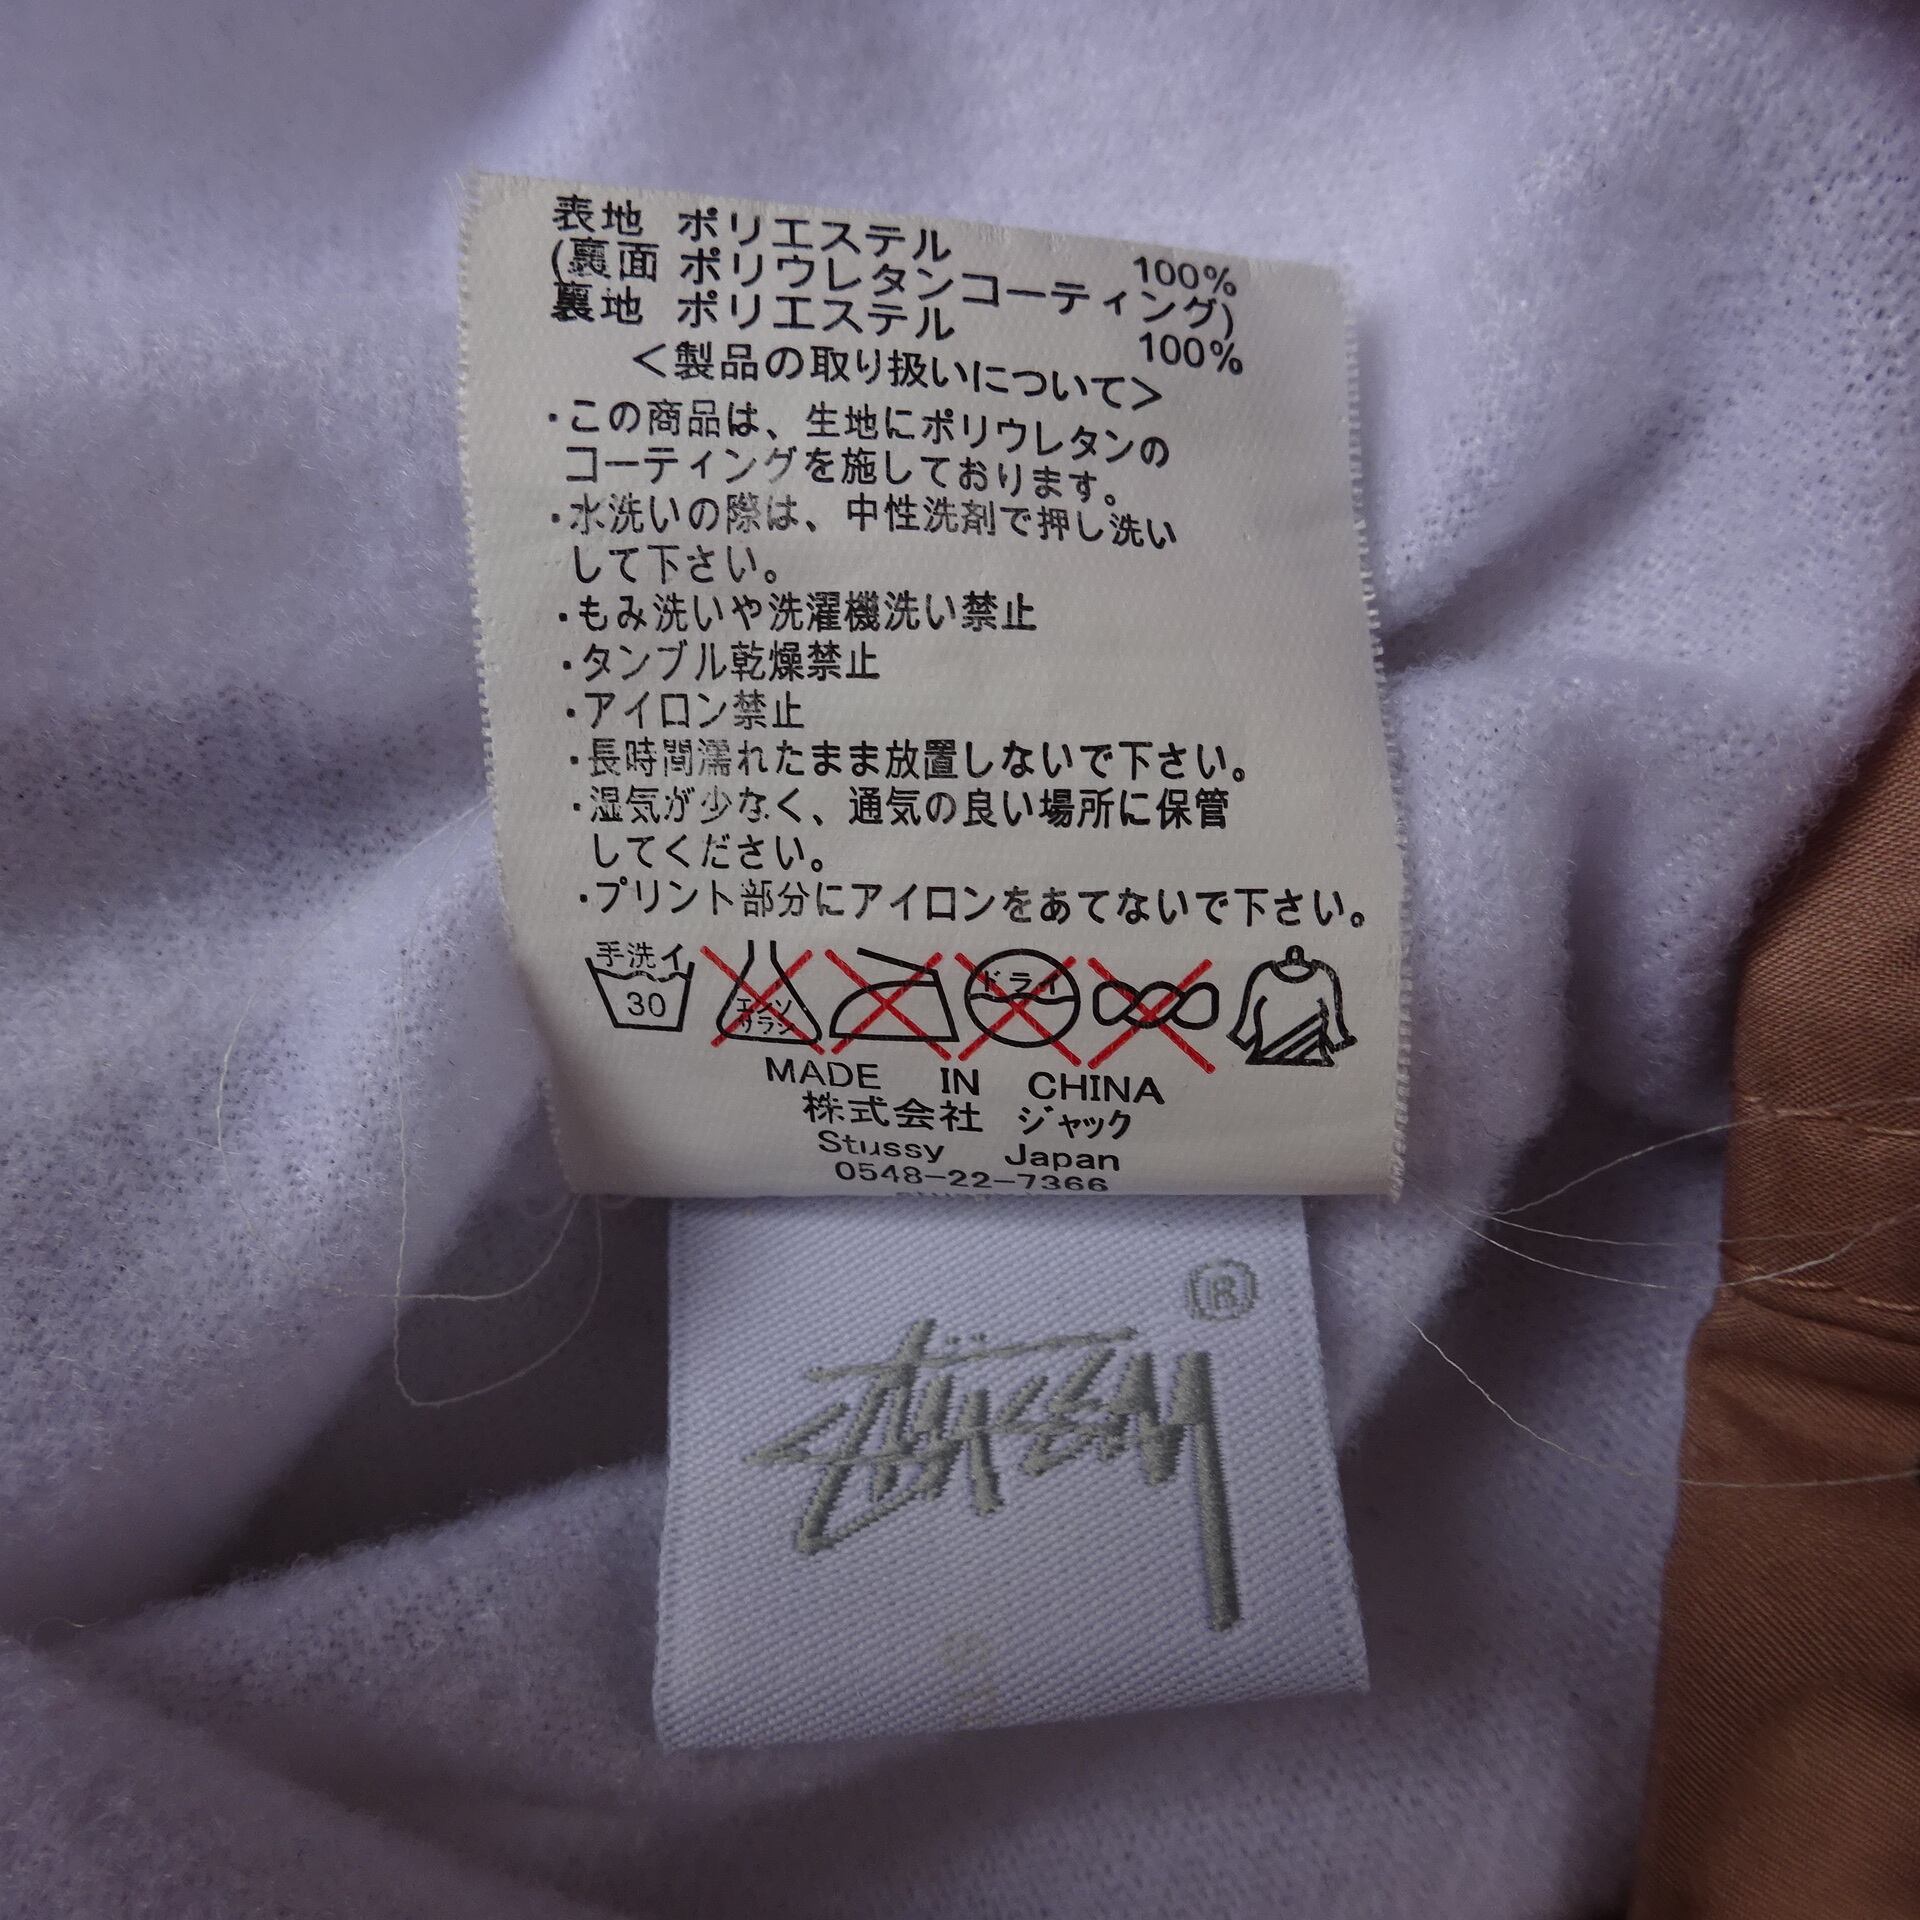 表地 ポリエステル 100%
(裏面 ポリウレタンコーティング)
裏地 ポリエステル 100%
<製品の取り扱いについて>
・この商品は、生地にポリウレタンの
コーティングを施しております。
・水洗いの際は、中性洗剤で押し洗い
して下さい。
・もみ洗いや洗濯機洗い禁止
・タンブル乾燥禁止
・アイロン禁止
・長時間濡れたまま放置しないで下さい。
・湿気が少なく、通気の良い場所に保管
してください。
・プリント部分にアイロンをあてないで下さい。
手洗イ
30
エンソ
サラシ
ドライ
MADE IN CHINA
株式会社 ジャック
Stussy Japan
0548-22-7366
®
Stüssy